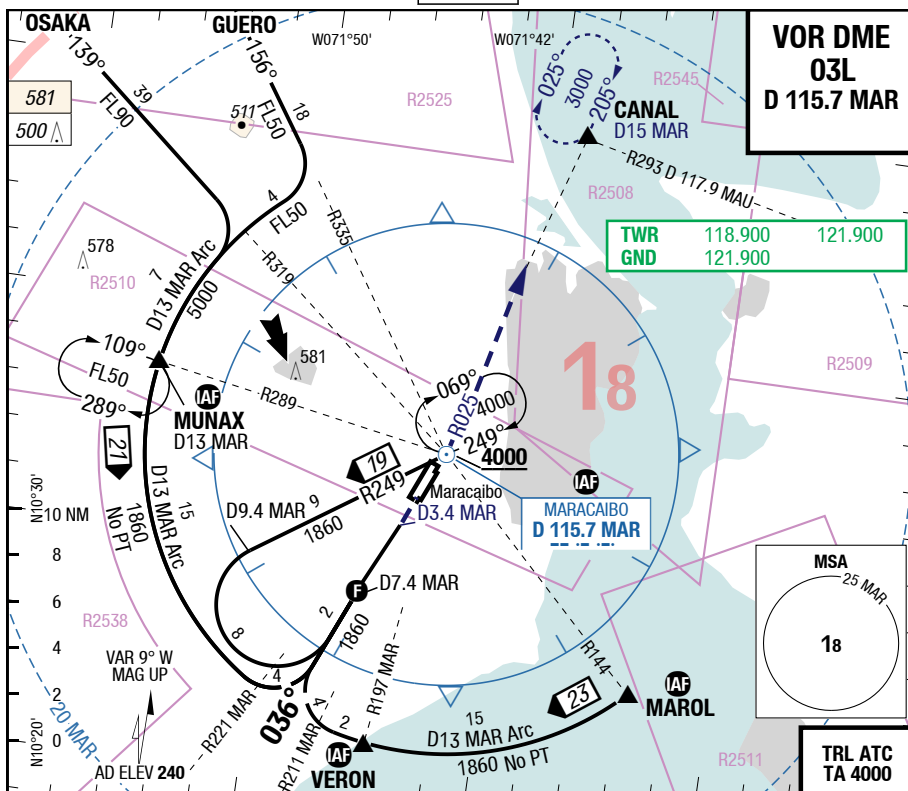 OSAKA
GUERO
139°
39
FL90
156°
18
FL50
W071°50'
W071°42'
025°
3000
205°
CANAL
D15 MAR
R2545
VOR DME
03L
D 115.7 MAR
581
500
511
R2525
R293 D 117.9 MAU
R2508
TWR 118.900 121.900
GND 121.900
4
FL50
R335
R319
578
R2510
7
D13 MAR Arc
5000
581
R2509
18
109°
FL50
289°
IAF
MUNAX
D13 MAR
R289
069°
4000
249°
R025
4000
21
19
R249
Maracaibo
D3.4 MAR
IAF
MARACAIBO
D 115.7 MAR
N10°30'
10 NM
8
6
4
2
0
N10°20'
15
D13 MAR Arc
1860
No PT
D9.4 MAR
9
1860
F
D7.4 MAR
2
1860
8
4
R2538
VAR 9° W
MAG UP
20 MAR
AD ELEV 240
R221 MAR
036°
R211 MAR
4
2
R197 MAR
IAF
VERON
15
D13 MAR Arc
1860 No PT
23
R144
IAF
MAROL
R2511
MSA
25 MAR
18
TRL ATC
TA 4000